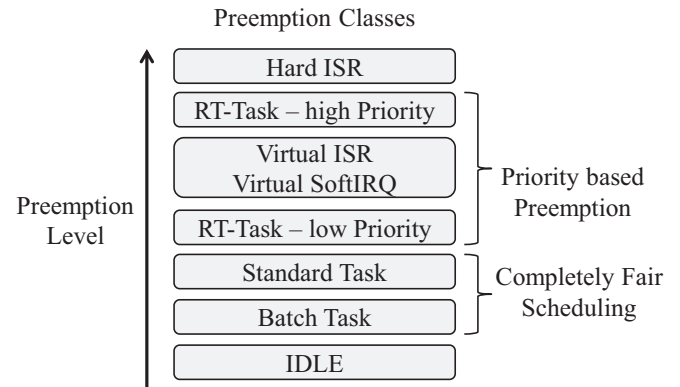 Preemption Classes
Hard ISR
RT-Task – high Priority
Virtual ISR
Virtual SoftIRQ
RT-Task – low Priority
Standard Task
Batch Task
IDLE
Preemption
Level
Priority based
Preemption
Completely Fair
Scheduling